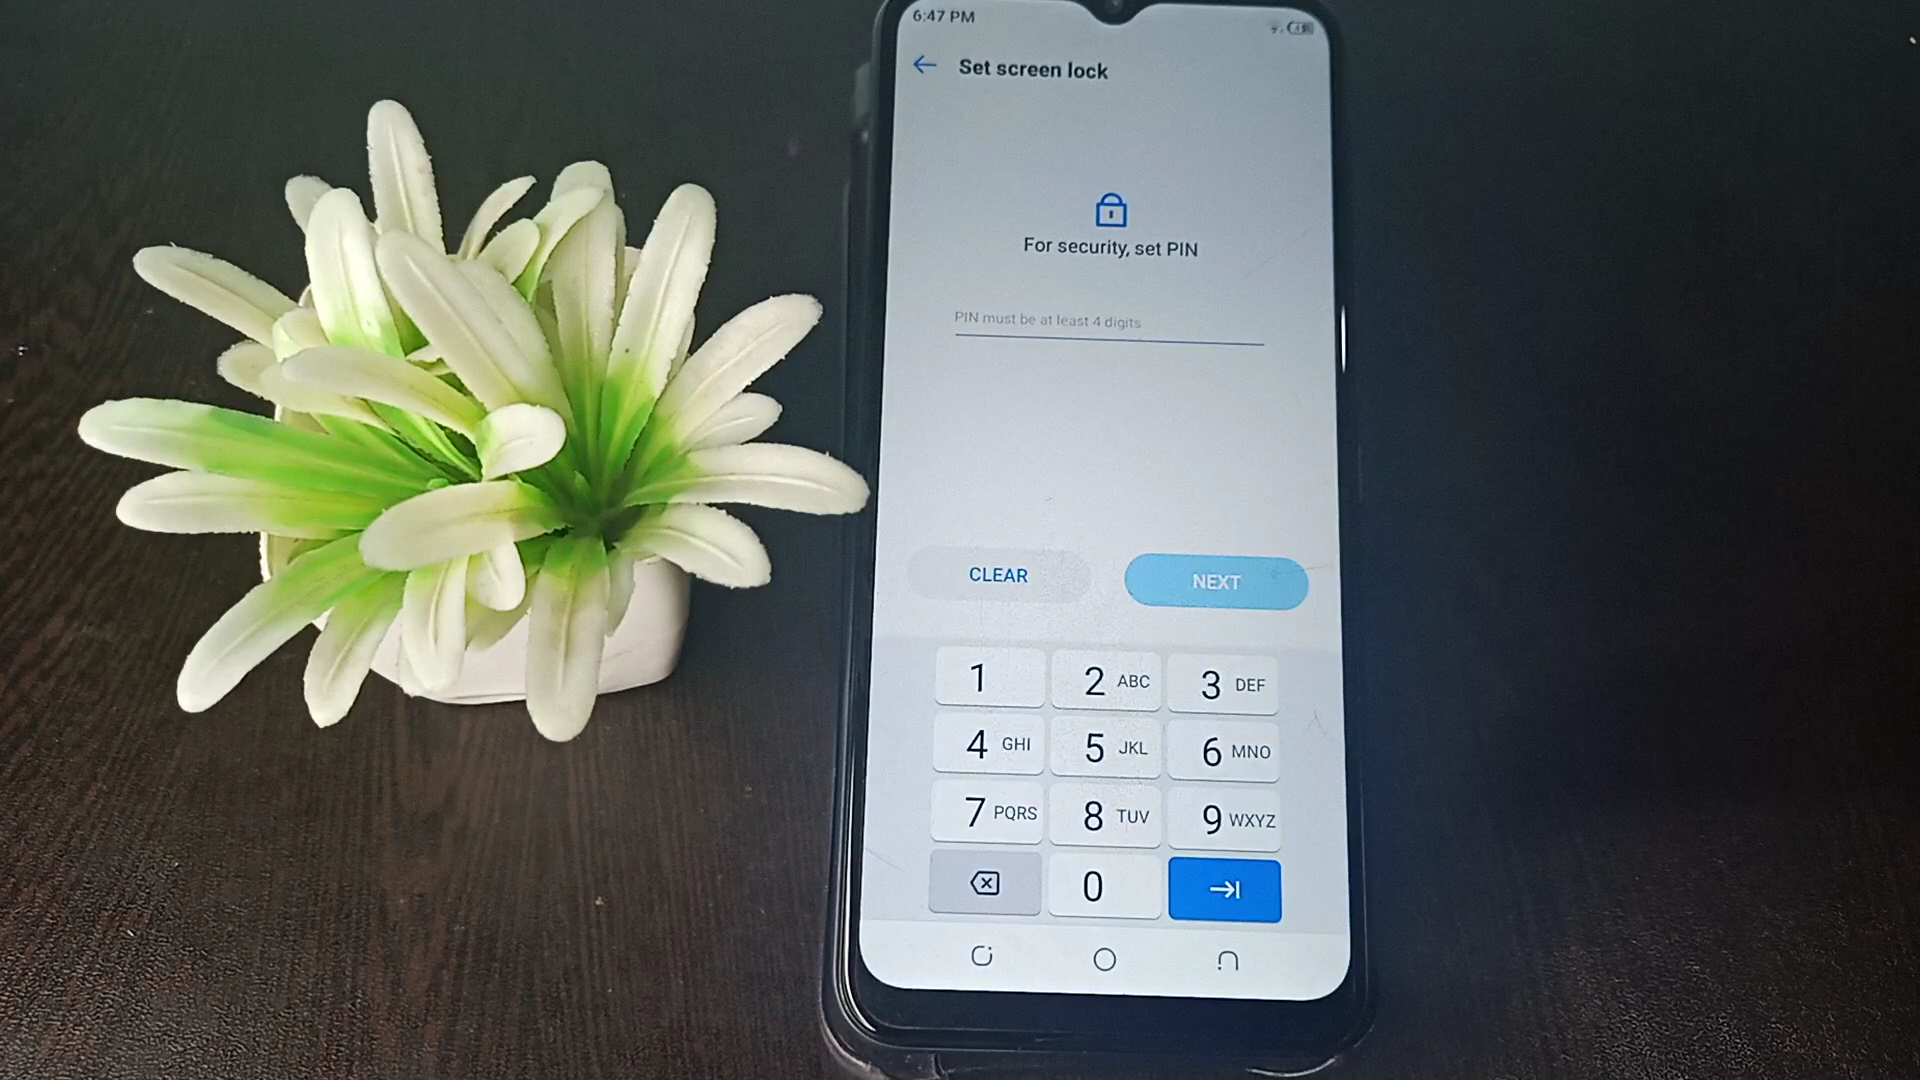 6:47 PM
Set screen lock
For security, set PIN
PIN must be at least 4 digits
CLEAR NEXT
1 2 ABC 3 DEF
4 GHI 5 JKL 6 MNO
7 PQRS 8 TUV 9 WXYZ
0